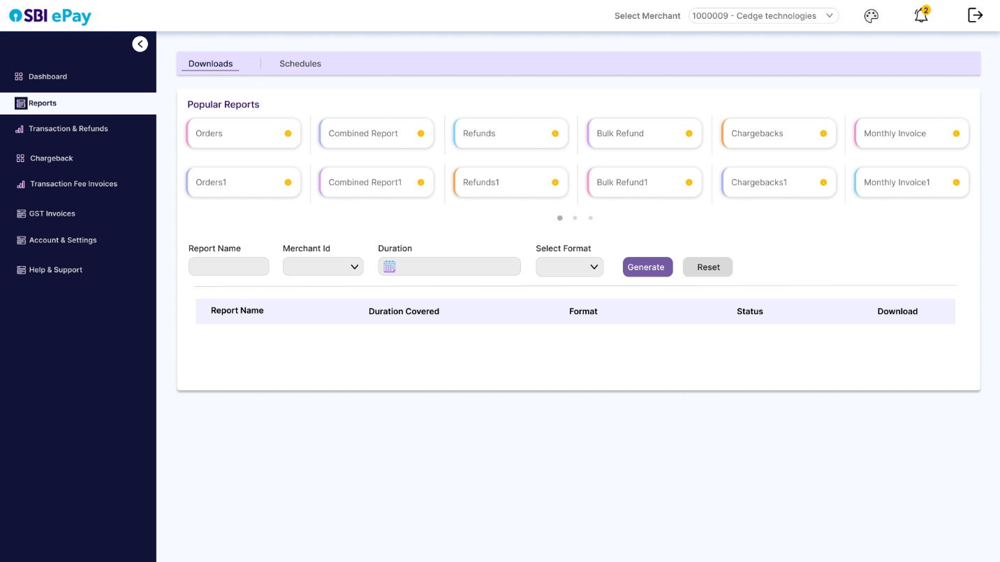 SBI ePay
Select Merchant 1000009 - Cedge technologies 2
Dashboard
Reports
Transaction & Refunds
Chargeback
Transaction Fee Invoices
GST Invoices
Account & Settings
Help & Support
Downloads Schedules
Popular Reports
Orders Combined Report Refunds Bulk Refund Chargebacks Monthly Invoice
Orders1 Combined Report1 Refunds1 Bulk Refund1 Chargebacks1 Monthly Invoice1
Report Name Merchant Id Duration Select Format
Generate Reset
Report Name Duration Covered Format Status Download